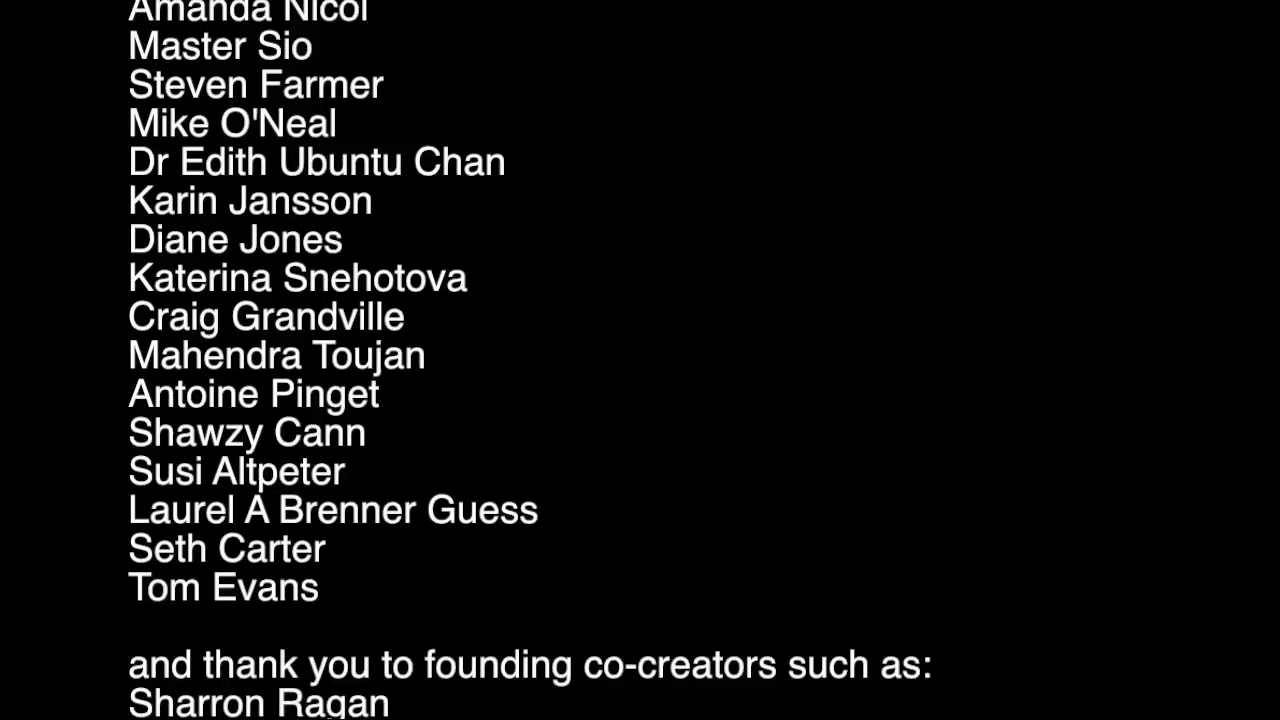 Amanda Nicol
Master Sio
Steven Farmer
Mike O'Neal
Dr Edith Ubuntu Chan
Karin Jansson
Diane Jones
Katerina Snehotova
Craig Grandville
Mahendra Toujan
Antoine Pinget
Shawzy Cann
Susi Altpeter
Laurel A Brenner Guess
Seth Carter
Tom Evans
and thank you to founding co-creators such as:
Sharron Ragan